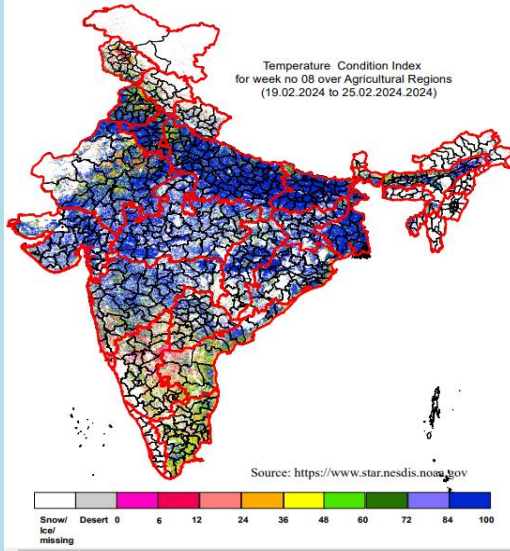 Temperature Condition Index
for week no 08 over Agricultural Regions
(19.02.2024 to 25.02.2024.2024)
Source: https://www.star.nesdis.noaa.gov
Snow/ Desert 0 6 12 24 36 48 60 72 84 100
Ice/
missing